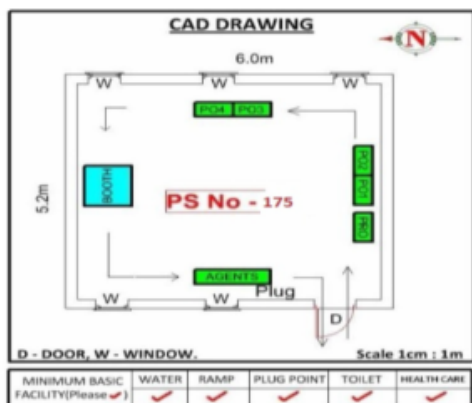 CAD DRAWING
N
6.0m
W W W
PO4 PO3
5.2m
BOOTH
PO2
PO1
PRO
PS No - 175
AGENTS
Plug
W W
D
D - DOOR, W - WINDOW. Scale 1cm : 1m
MINIMUM BASIC FACILITY(Please ✓) WATER RAMP PLUG POINT TOILET HEALTH CARE
✓ ✓ ✓ ✓ ✓